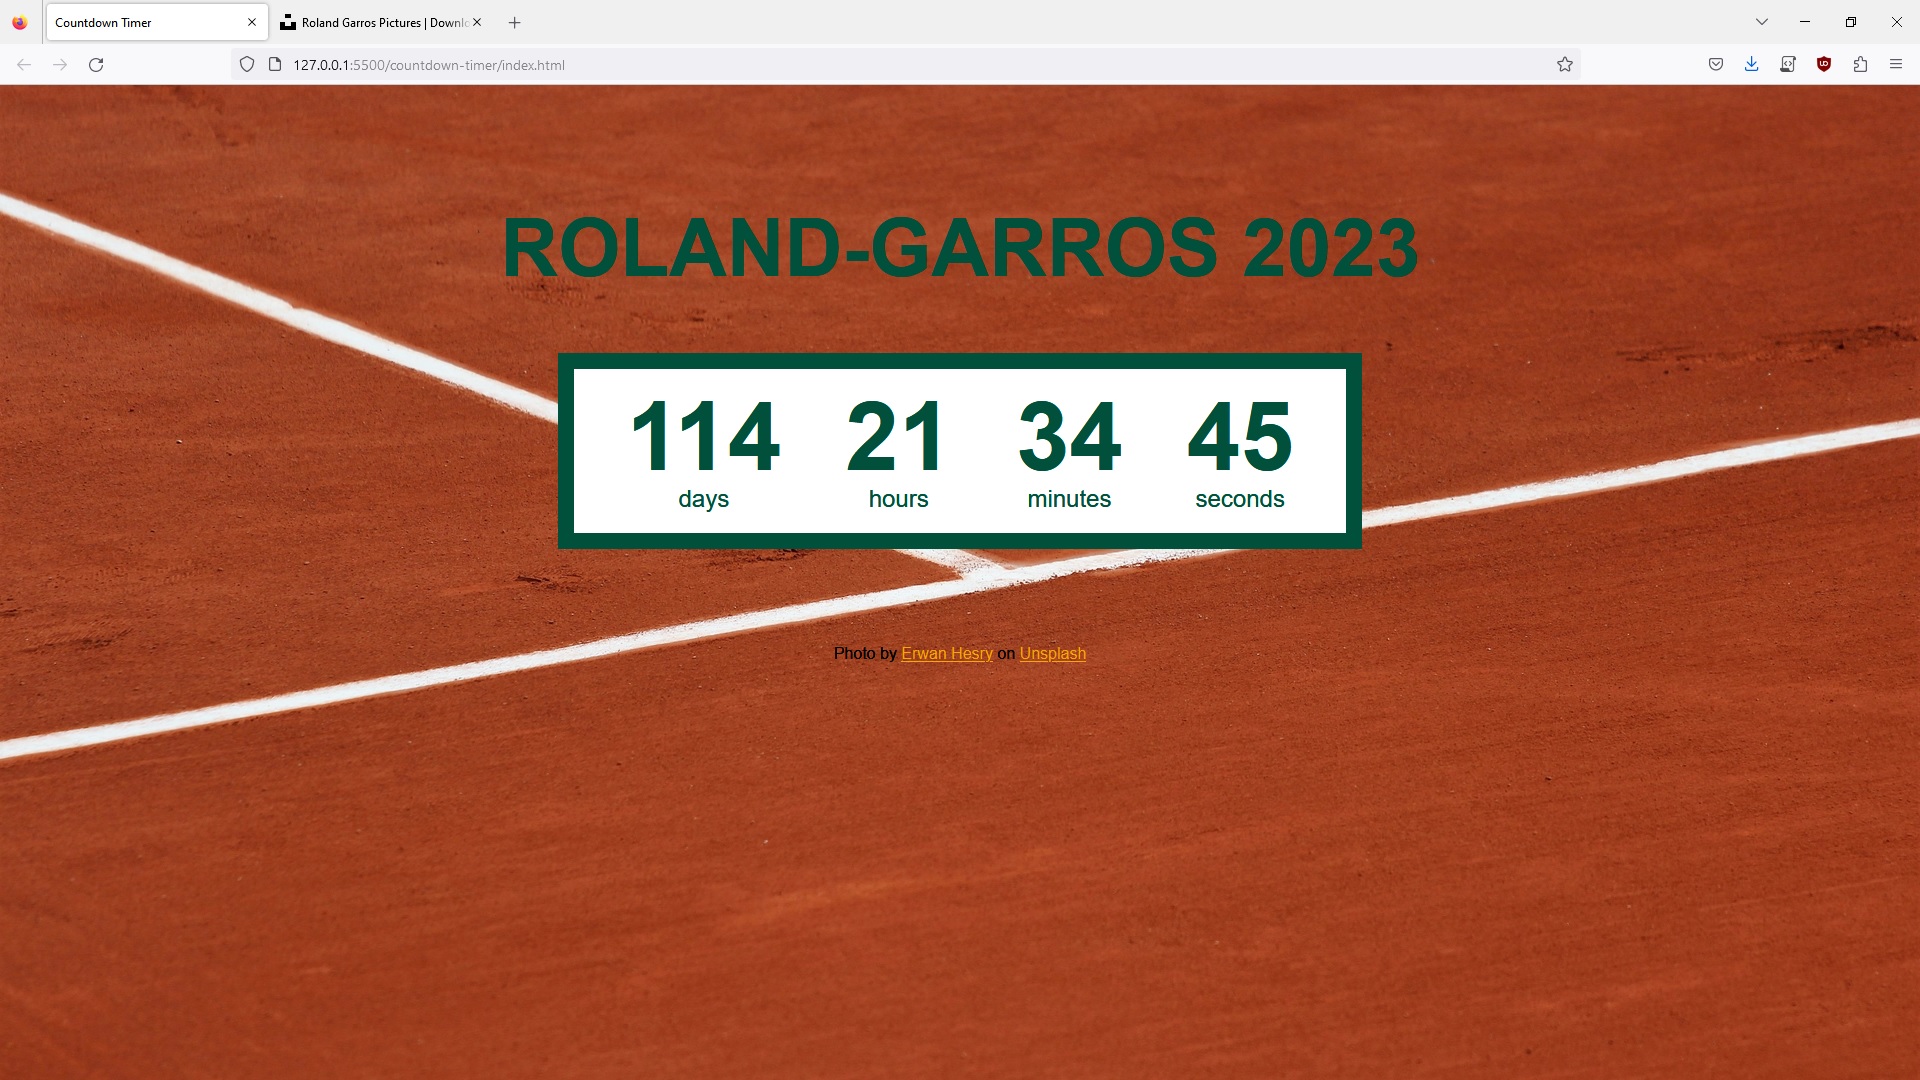 Countdown Timer
Roland Garros Pictures | Downlo
127.0.0.1:5500/countdown-timer/index.html
ROLAND-GARROS 2023
114 21 34 45
days hours minutes seconds
Photo by Erwan Hesry on Unsplash